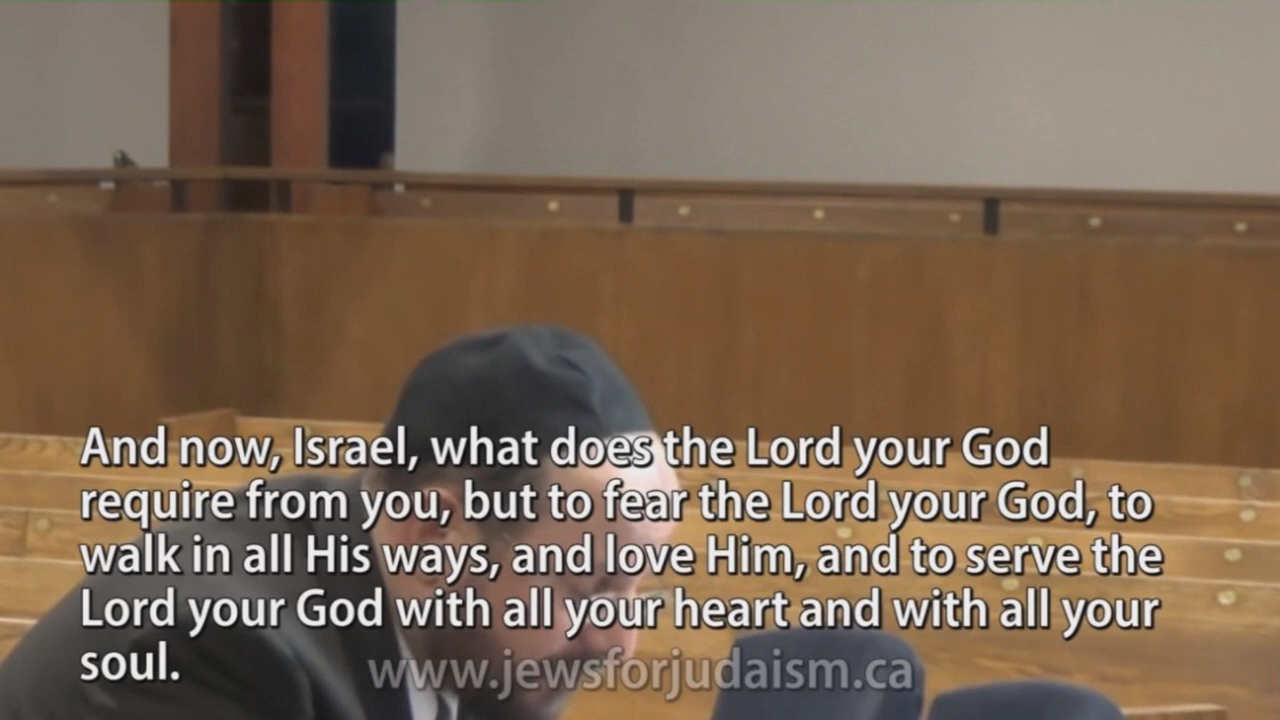 And now, Israel, what does the Lord your God
require from you, but to fear the Lord your God, to
walk in all His ways, and love Him, and to serve the
Lord your God with all your heart and with all your
soul.
www.jewsforjudaism.ca